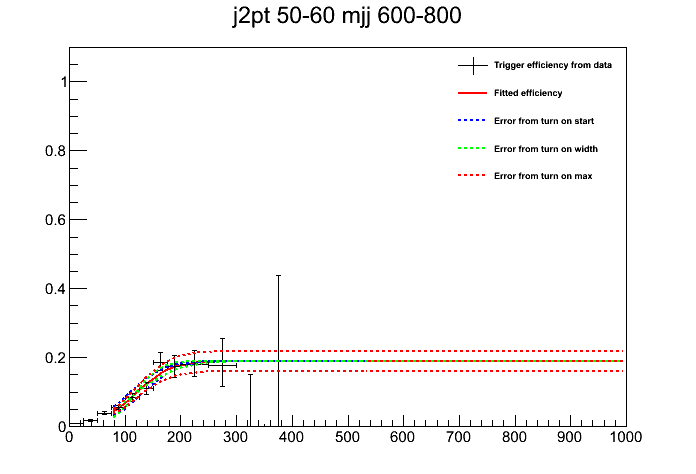 j2pt 50-60 mjj 600-800
Trigger efficiency from data
Fitted efficiency
Error from turn on start
Error from turn on width
Error from turn on max
1
0.8
0.6
0.4
0.2
0
0 100 200 300 400 500 600 700 800 900 1000